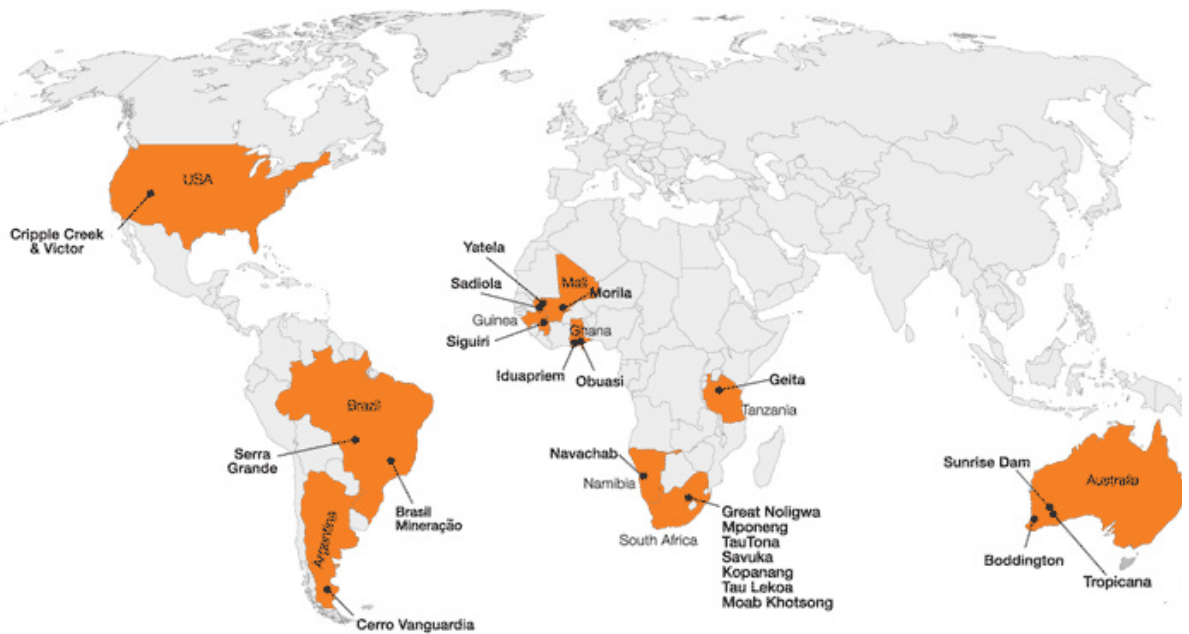 USA
Cripple Creek
& Victor
Yatela
Sadiola
Mali
Morila
Guinea
Siguiri
Ghana
Iduapriem
Obuasi
Geita
Tanzania
Brazil
Serra
Grande
Brasil
Mineração
Argentina
Cerro Vanguardia
Navachab
Namibia
South Africa
Great Noligwa
Mponeng
TauTona
Savuka
Kopanang
Tau Lekoa
Moab Khotsong
Sunrise Dam
Australia
Boddington
Tropicana